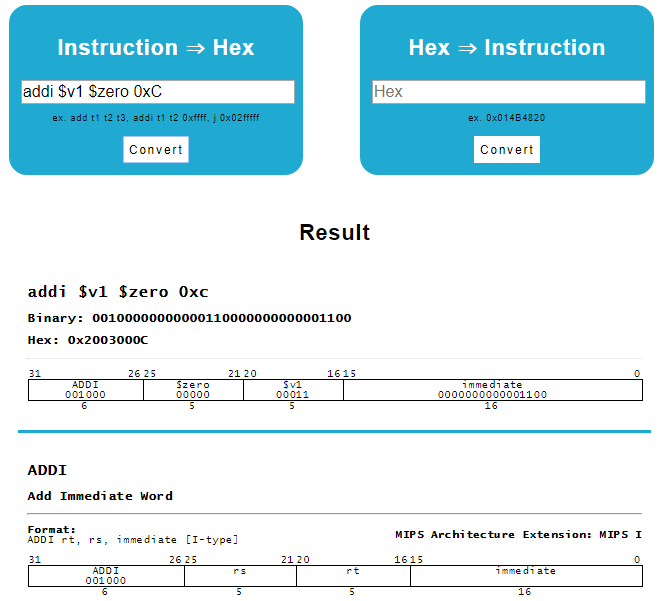 Instruction ⇒ Hex
addi $v1 $zero 0xC
ex. add t1 t2 t3, addi t1 t2 0xffff, j 0x02fffff
Convert
Hex ⇒ Instruction
Hex
ex. 0x014B4820
Convert
Result
addi $v1 $zero 0xc
Binary: 00100000000000110000000000001100
Hex: 0x2003000C
31 26 25 21 20 16 15 0
ADDI $zero $v1 immediate
001000 00000 00011 0000000000001100
6 5 5 16
ADDI
Add Immediate Word
Format:
ADDI rt, rs, immediate [I-type]
MIPS Architecture Extension: MIPS I
31 26 25 21 20 16 15 0
ADDI rs rt immediate
001000
6 5 5 16